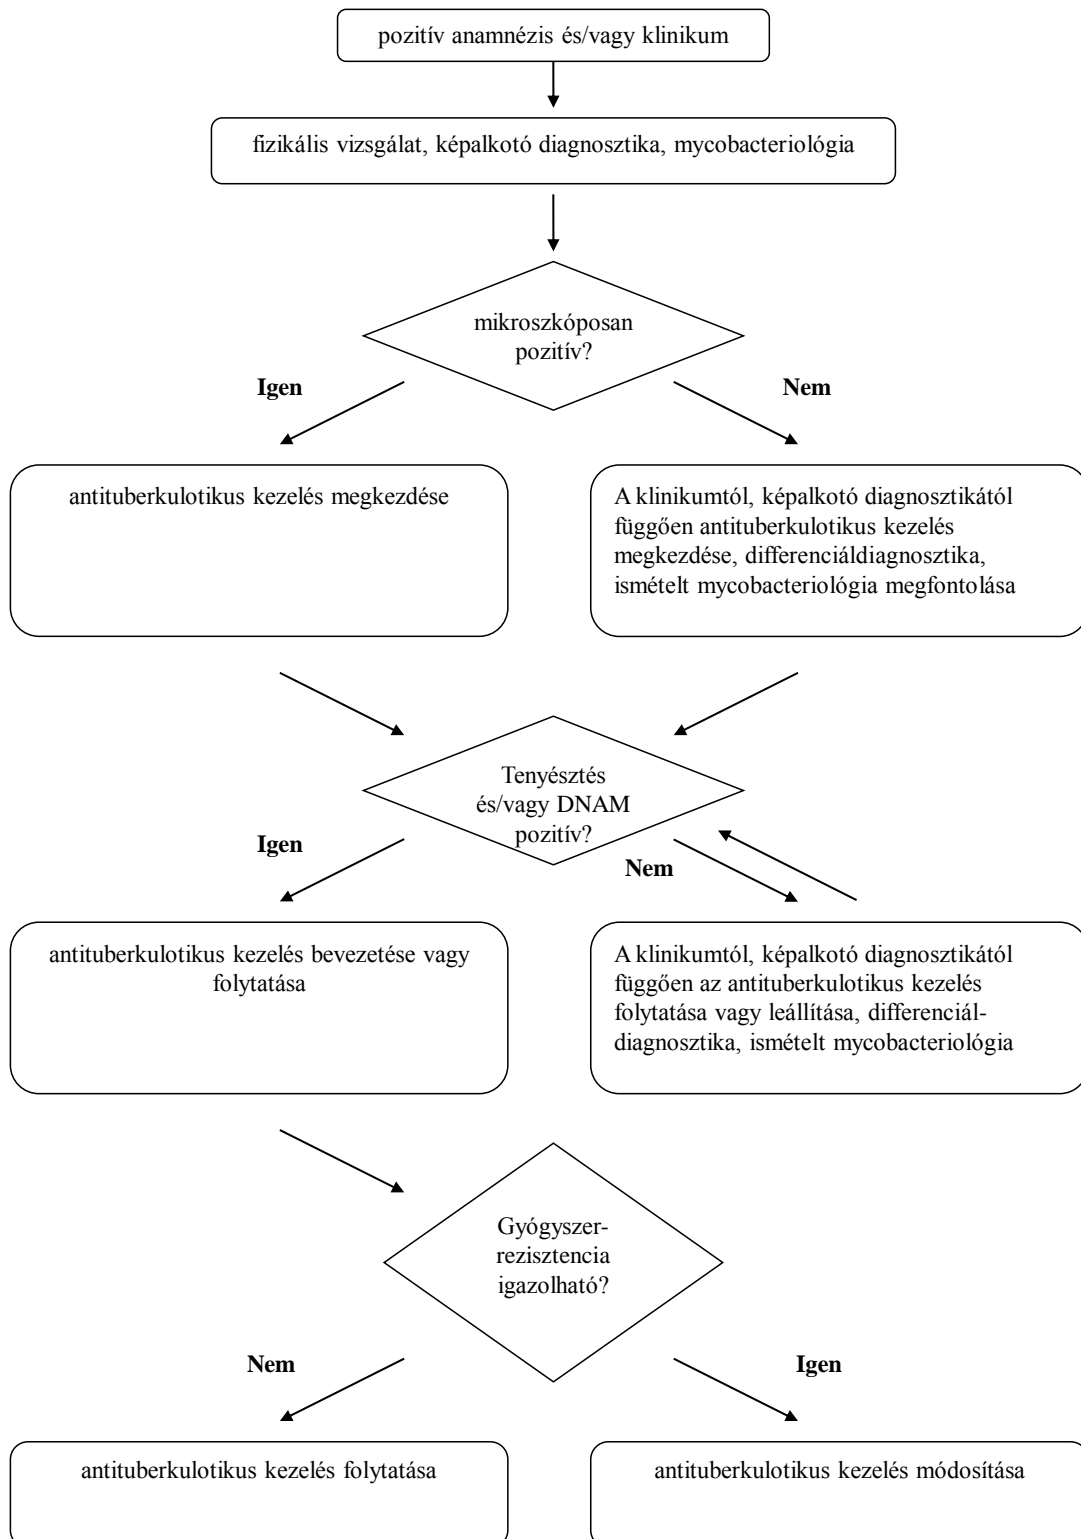 pozitív anamnézis és/vagy klinikum
fizikális vizsgálat, képalkotó diagnosztika, mycobacteriológia
mikroszkóposan
pozitív?
Igen
Nem
antituberkulotikus kezelés megkezdése
A klinikumtól, képalkotó diagnosztikától
függően antituberkulotikus kezelés
megkezdése, differenciáldiagnosztika,
ismételt mycobacteriológia megfontolása
Tenyésztés
és/vagy DNAM
pozitív?
Igen
Nem
antituberkulotikus kezelés bevezetése vagy
folytatása
A klinikumtól, képalkotó diagnosztikától
függően az antituberkulotikus kezelés
folytatása vagy leállítása, differenciál-
diagnosztika, ismételt mycobacteriológia
Gyógyszer-
rezisztencia
igazolható?
Nem
Igen
antituberkulotikus kezelés folytatása
antituberkulotikus kezelés módosítása